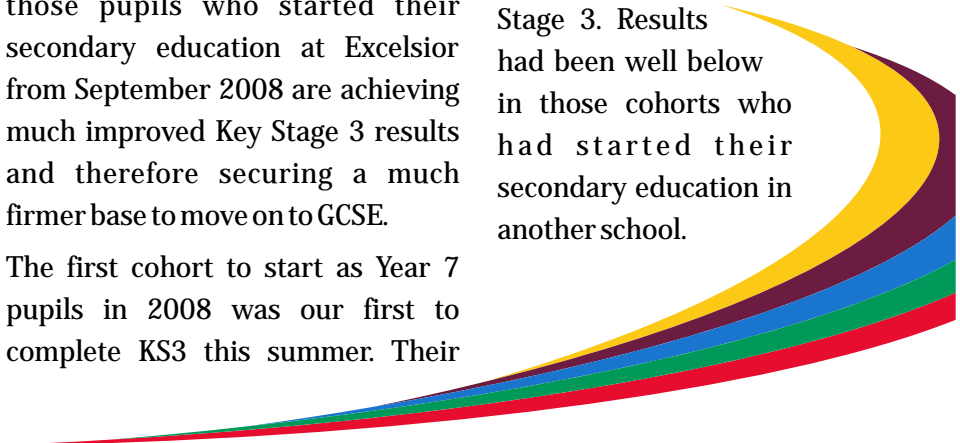 those pupils who started their
secondary education at Excelsior
from September 2008 are achieving
much improved Key Stage 3 results
and therefore securing a much
firmer base to move on to GCSE.
The first cohort to start as Year 7
pupils in 2008 was our first to
complete KS3 this summer. Their
Stage 3. Results
had been well below
in those cohorts who
had started their
secondary education in
another school.